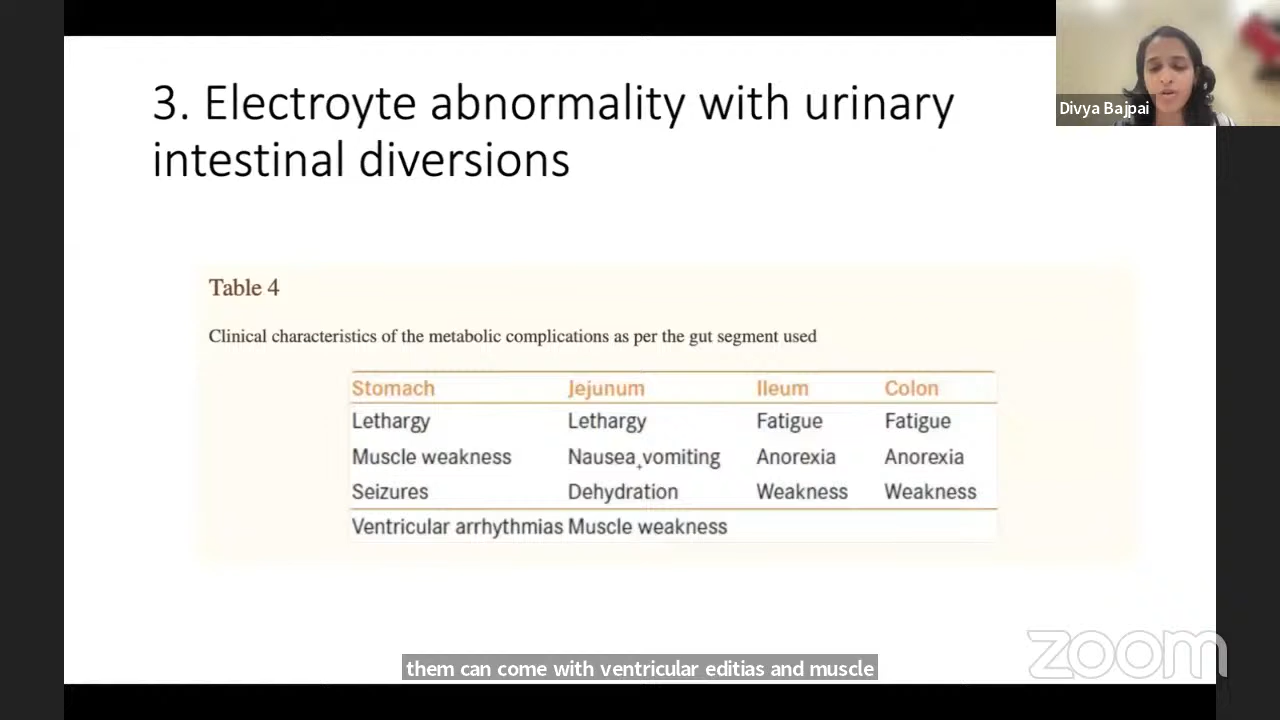 3. Electroyte abnormality with urinary
intestinal diversions
Divya Bajpai
Table 4
Clinical characteristics of the metabolic complications as per the gut segment used
Stomach Jejunum Ileum Colon
Lethargy Lethargy Fatigue Fatigue
Muscle weakness Nausea, vomiting Anorexia Anorexia
Seizures Dehydration Weakness Weakness
Ventricular arrhythmias Muscle weakness
them can come with ventricular editias and muscle
zoom